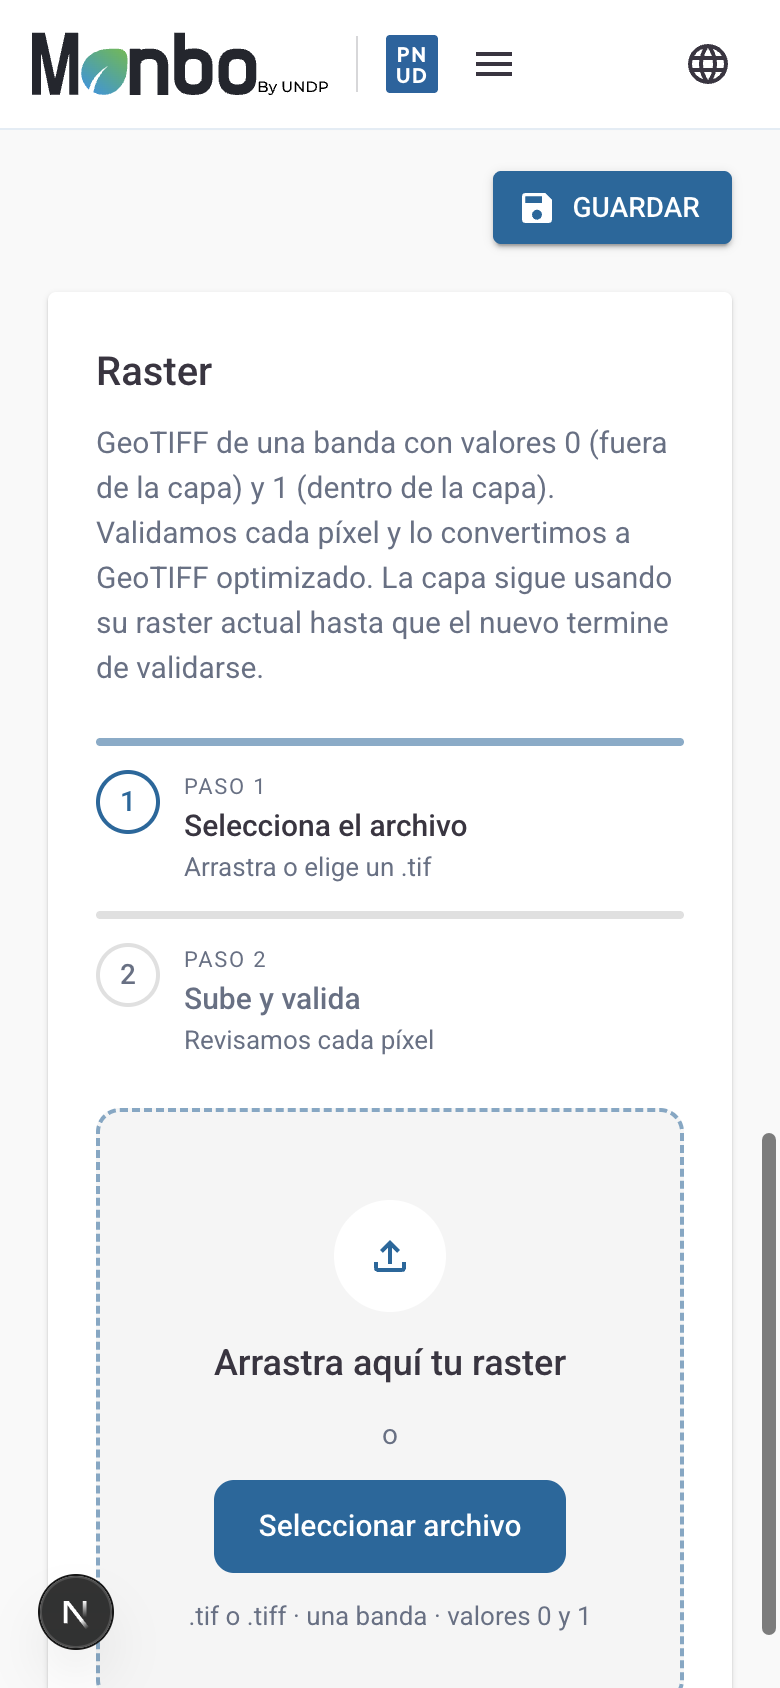 Monbo By UNDP
PN
UD
GUARDAR
Raster
GeoTIFF de una banda con valores 0 (fuera
de la capa) y 1 (dentro de la capa).
Validamos cada píxel y lo convertimos a
GeoTIFF optimizado. La capa sigue usando
su raster actual hasta que el nuevo termine
de validarse.
1
PASO 1
Selecciona el archivo
Arrastra o elige un .tif
2
PASO 2
Sube y valida
Revisamos cada píxel
Arrastra aquí tu raster
o
Seleccionar archivo
N
.tif o .tiff · una banda · valores 0 y 1